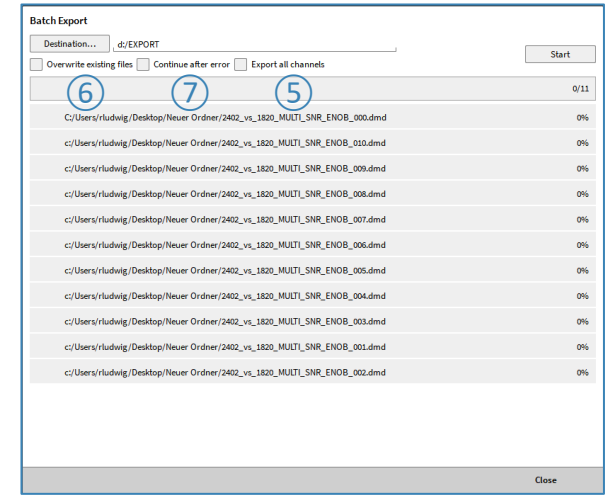 Batch Export
Destination... d:/EXPORT
Start
Overwrite existing files Continue after error Export all channels
6 7 5
0/11
C:/Users/rludwig/Desktop/Neuer Ordner/2402_vs_1820_MULTI_SNR_ENOB_000.dmd 0%
c:/Users/rludwig/Desktop/Neuer Ordner/2402_vs_1820_MULTI_SNR_ENOB_010.dmd 0%
c:/Users/rludwig/Desktop/Neuer Ordner/2402_vs_1820_MULTI_SNR_ENOB_009.dmd 0%
c:/Users/rludwig/Desktop/Neuer Ordner/2402_vs_1820_MULTI_SNR_ENOB_008.dmd 0%
c:/Users/rludwig/Desktop/Neuer Ordner/2402_vs_1820_MULTI_SNR_ENOB_007.dmd 0%
c:/Users/rludwig/Desktop/Neuer Ordner/2402_vs_1820_MULTI_SNR_ENOB_006.dmd 0%
c:/Users/rludwig/Desktop/Neuer Ordner/2402_vs_1820_MULTI_SNR_ENOB_005.dmd 0%
c:/Users/rludwig/Desktop/Neuer Ordner/2402_vs_1820_MULTI_SNR_ENOB_004.dmd 0%
c:/Users/rludwig/Desktop/Neuer Ordner/2402_vs_1820_MULTI_SNR_ENOB_003.dmd 0%
c:/Users/rludwig/Desktop/Neuer Ordner/2402_vs_1820_MULTI_SNR_ENOB_001.dmd 0%
c:/Users/rludwig/Desktop/Neuer Ordner/2402_vs_1820_MULTI_SNR_ENOB_002.dmd 0%
Close